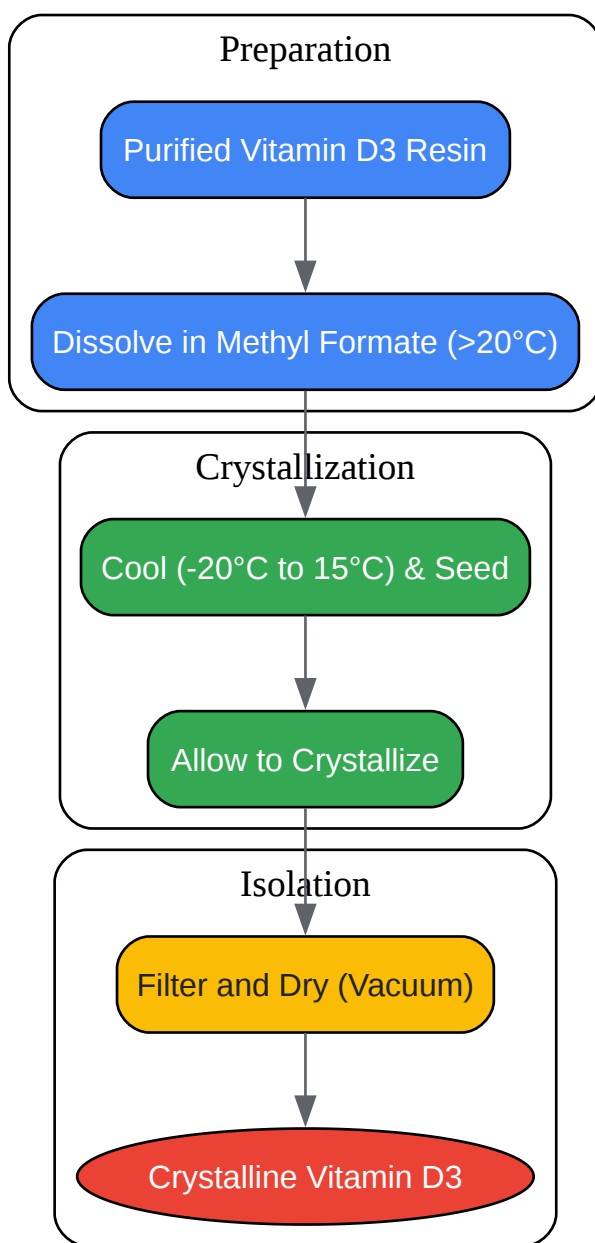 Preparation
Purified Vitamin D3 Resin
Dissolve in Methyl Formate (>20°C)
Crystallization
Cool (-20°C to 15°C) & Seed
Allow to Crystallize
Isolation
Filter and Dry (Vacuum)
Crystalline Vitamin D3